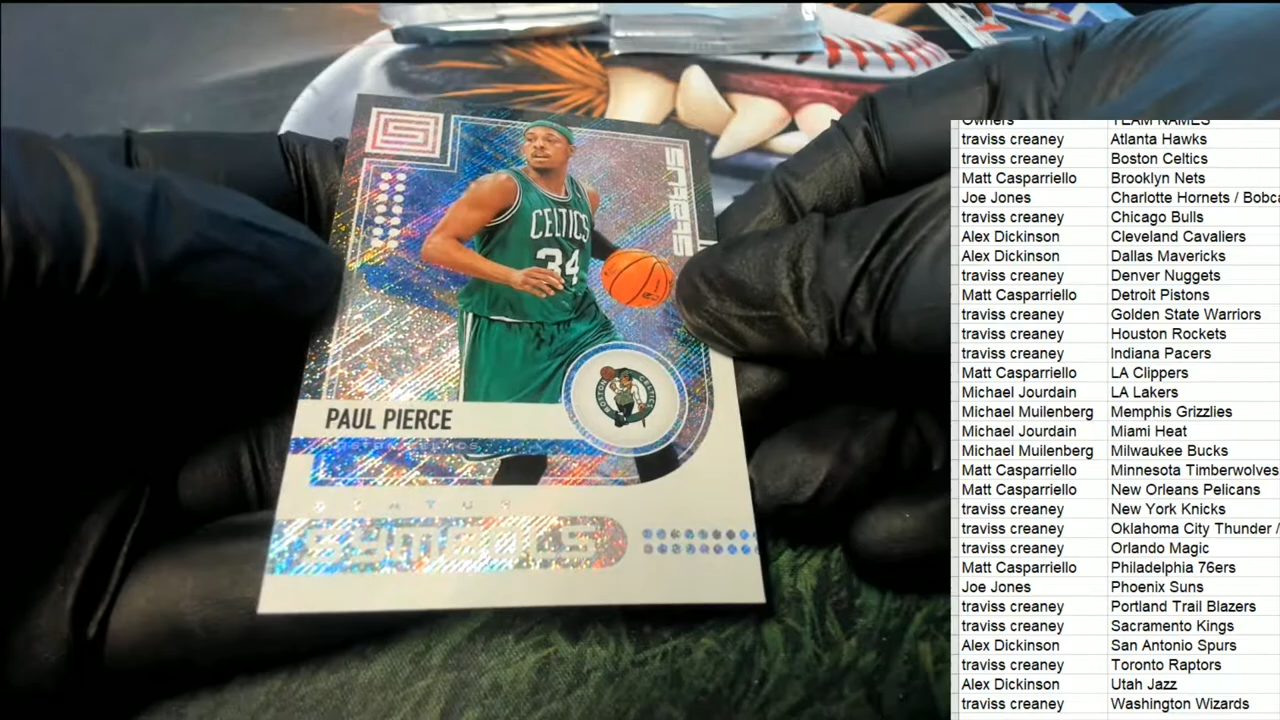 CELTICS
34
STATUS
PAUL PIERCE
BOSTON CELTICS
STATUS
SYMBOLS
Owners TEAM NAMES
traviss creaney Atlanta Hawks
traviss creaney Boston Celtics
Matt Casparriello Brooklyn Nets
Joe Jones Charlotte Hornets / Bobca
traviss creaney Chicago Bulls
Alex Dickinson Cleveland Cavaliers
Alex Dickinson Dallas Mavericks
traviss creaney Denver Nuggets
Matt Casparriello Detroit Pistons
traviss creaney Golden State Warriors
traviss creaney Houston Rockets
traviss creaney Indiana Pacers
Matt Casparriello LA Clippers
Michael Jourdain LA Lakers
Michael Muilenberg Memphis Grizzlies
Michael Jourdain Miami Heat
Michael Muilenberg Milwaukee Bucks
Matt Casparriello Minnesota Timberwolves
Matt Casparriello New Orleans Pelicans
traviss creaney New York Knicks
traviss creaney Oklahoma City Thunder /
traviss creaney Orlando Magic
Matt Casparriello Philadelphia 76ers
Joe Jones Phoenix Suns
traviss creaney Portland Trail Blazers
traviss creaney Sacramento Kings
Alex Dickinson San Antonio Spurs
traviss creaney Toronto Raptors
Alex Dickinson Utah Jazz
traviss creaney Washington Wizards